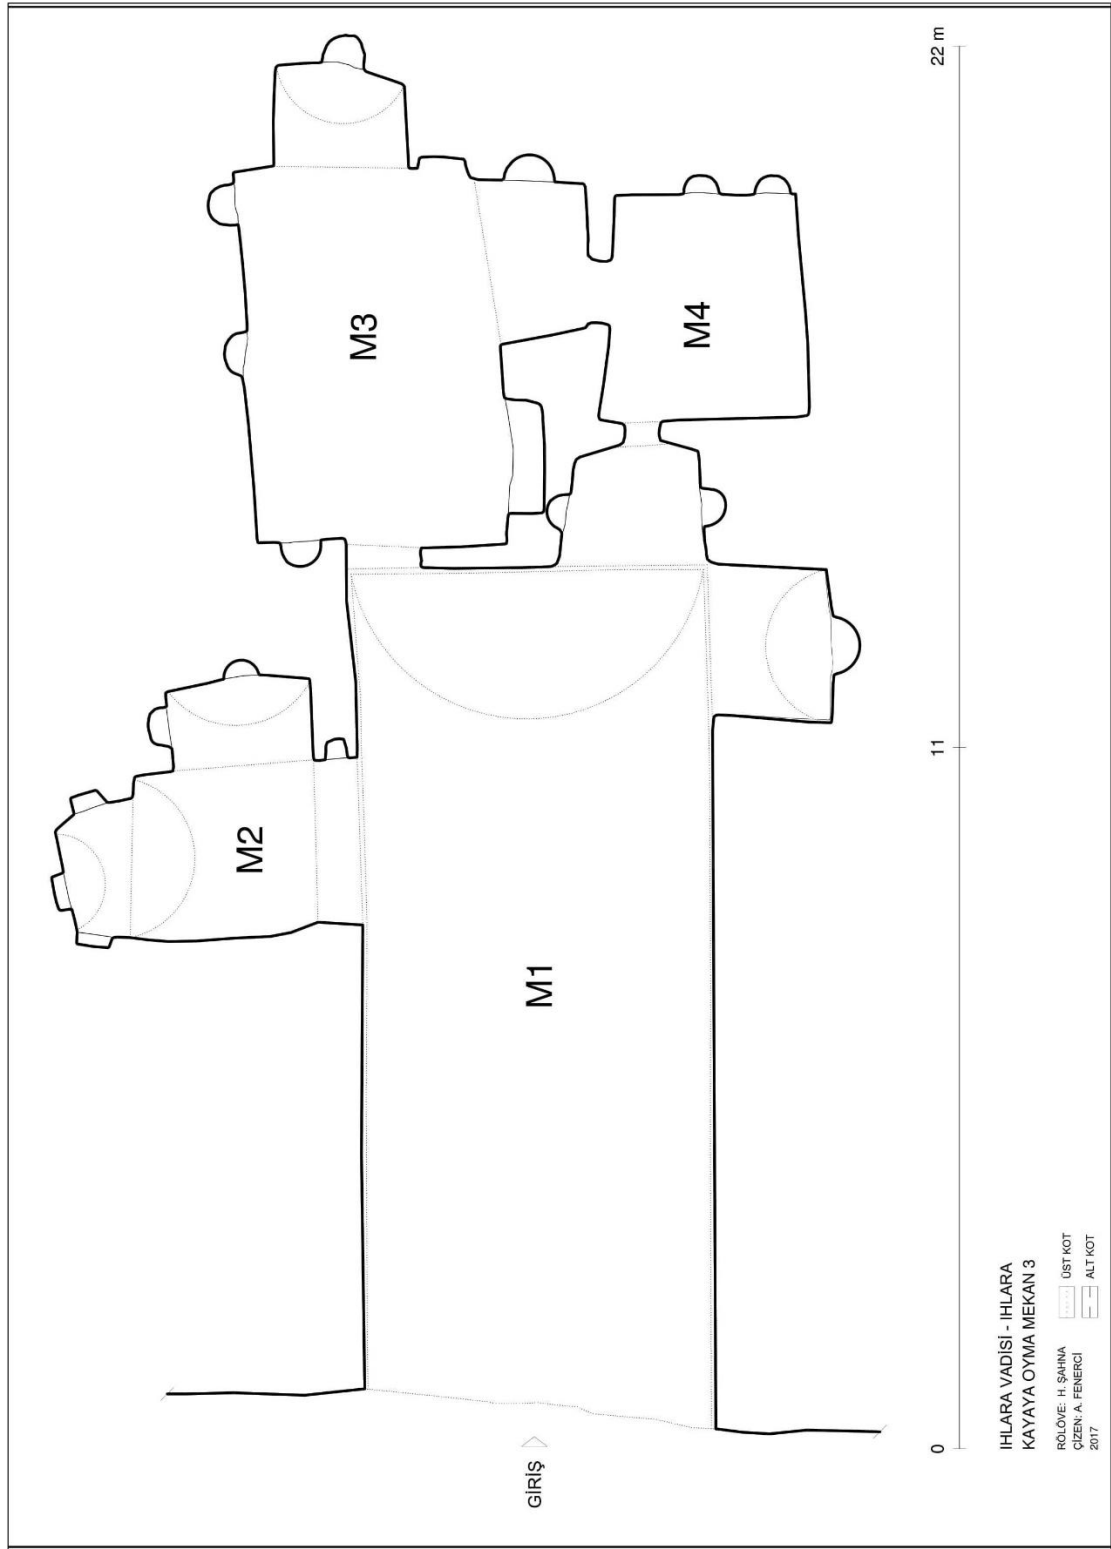 22 m
M3
M4
M2
11
M1
0
GİRİŞ
IHLARA VADİSİ - IHLARA
KAYAYA OYMA MEKAN 3
RÖLÖVE: H. ŞAHNA
ÇİZEN: A. FENERCİ
2017
ÜST KOT
ALT KOT